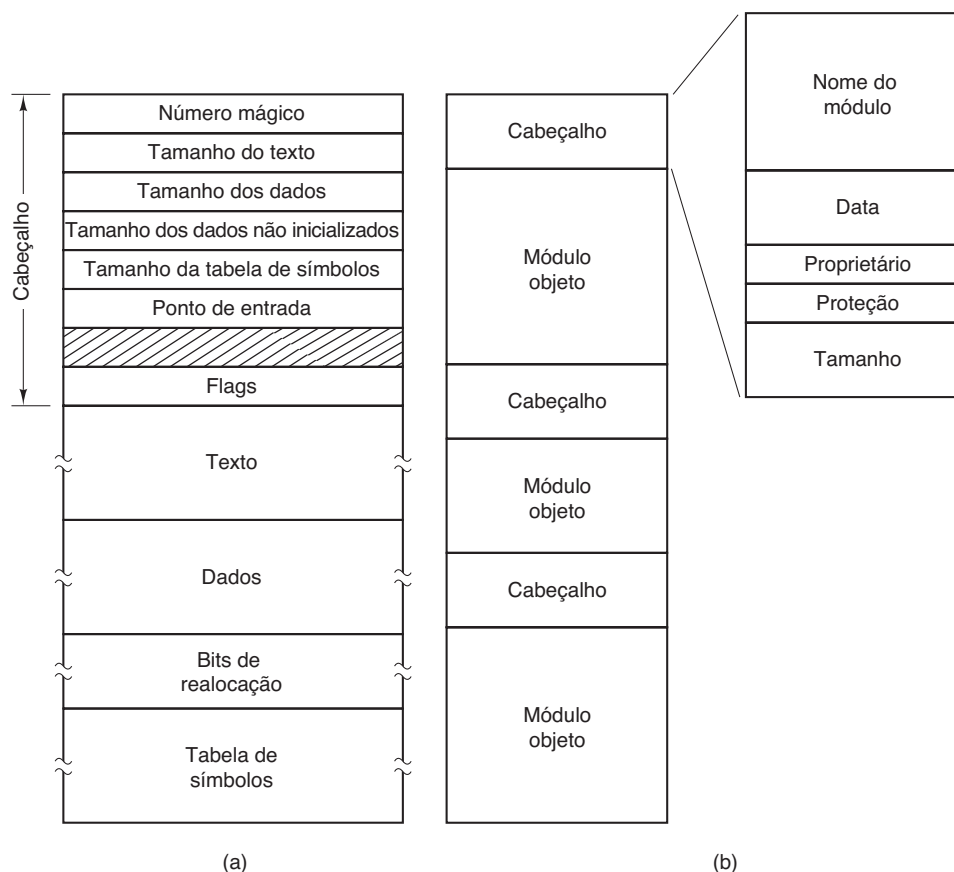 Cabeçalho
Número mágico
Tamanho do texto
Tamanho dos dados
Tamanho dos dados não inicializados
Tamanho da tabela de símbolos
Ponto de entrada
Flags
Texto
Dados
Bits de
realocação
Tabela de
símbolos
(a)
Cabeçalho
Módulo
objeto
Cabeçalho
Módulo
objeto
Cabeçalho
Módulo
objeto
Nome do
módulo
Data
Proprietário
Proteção
Tamanho
(b)